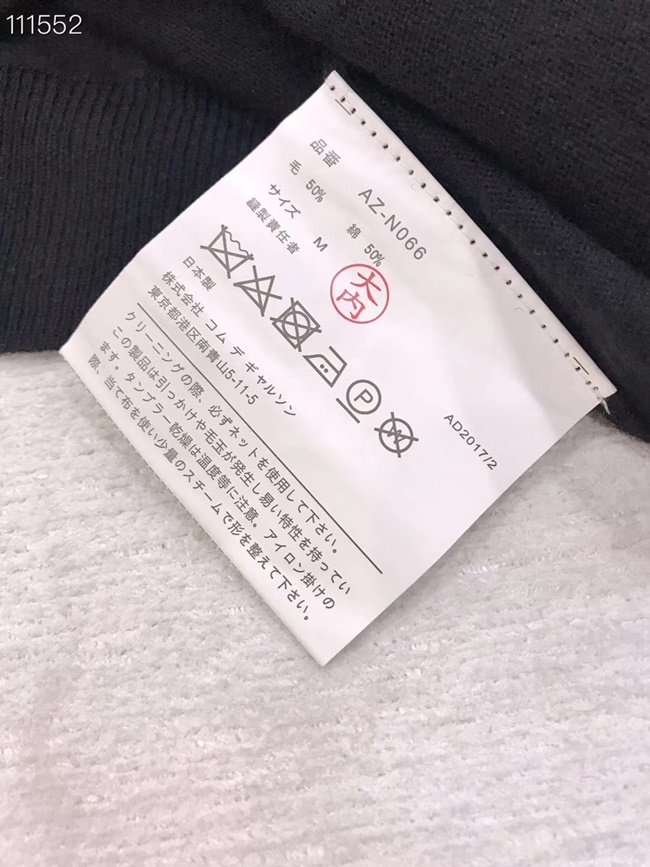 111552
品番 AZ-N066
毛 50% 綿 50%
サイズ M
縫製責任者 大内
日本製 AD2017/2
株式会社 コム デ ギャルソン
東京都港区南青山5-11-5
クリーニングの際、必ずネットを使用して下さい。
この製品は引っかけや毛玉が発生し易い特性を持ってい
ます。タンブラー乾燥は温度等に注意。アイロン掛けの
際、当て布を使い少量のスチームで形を整えて下さい。